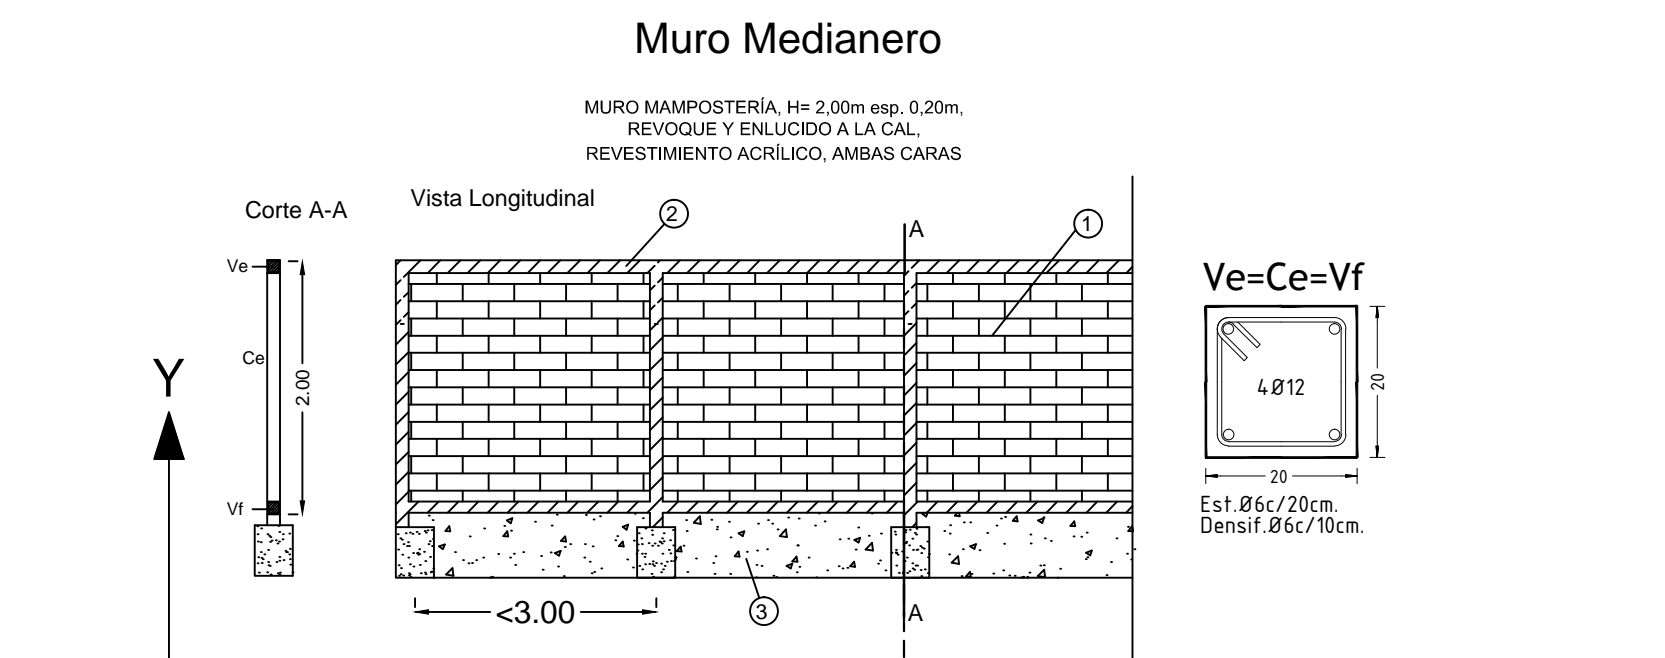 Muro Medianero
MURO MAMPOSTERÍA, H= 2,00m esp. 0,20m,
REVOQUE Y ENLUCIDO A LA CAL,
REVESTIMIENTO ACRÍLICO, AMBAS CARAS
Corte A-A
Vista Longitudinal
2
1
A
Ve
Ce
2.00
Vf
Y
<3.00
3
A
Ve=Ce=Vf
4Ø12
20
20
Est.Ø6c/20cm.
Densif.Ø6c/10cm.